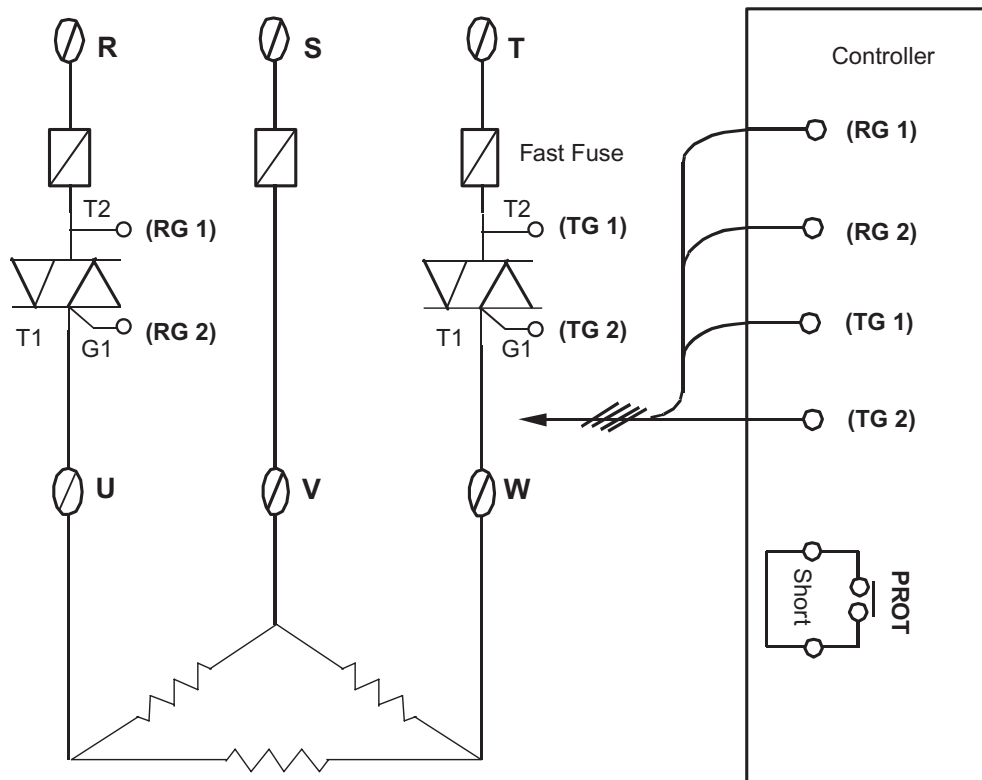 R
S
T
Controller
Fast Fuse
(RG 1)
T2
(RG 1)
T2
(TG 1)
(RG 2)
T1
G1
(RG 2)
T1
G1
(TG 2)
(TG 1)
(TG 2)
U
V
W
Short
PROT